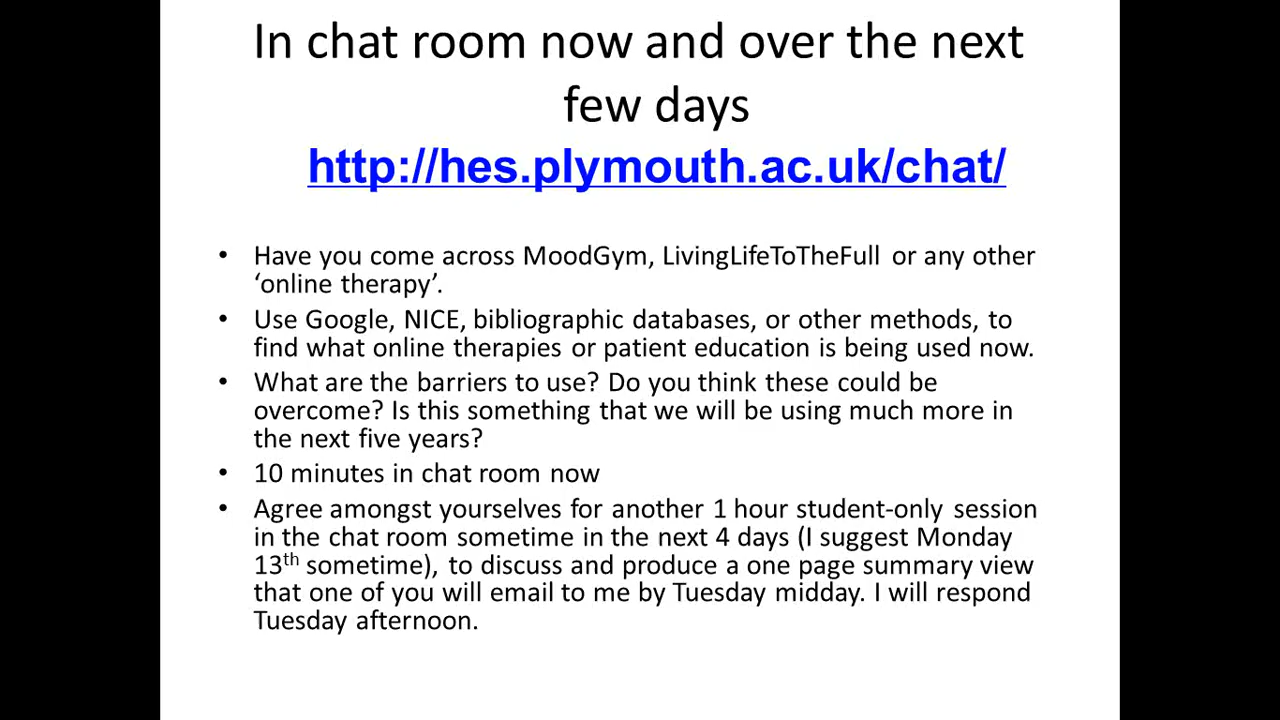 In chat room now and over the next
few days
http://hes.plymouth.ac.uk/chat/
• Have you come across MoodGym, LivingLifeToTheFull or any other
‘online therapy’.
• Use Google, NICE, bibliographic databases, or other methods, to
find what online therapies or patient education is being used now.
• What are the barriers to use? Do you think these could be
overcome? Is this something that we will be using much more in
the next five years?
• 10 minutes in chat room now
• Agree amongst yourselves for another 1 hour student-only session
in the chat room sometime in the next 4 days (I suggest Monday
13th sometime), to discuss and produce a one page summary view
that one of you will email to me by Tuesday midday. I will respond
Tuesday afternoon.